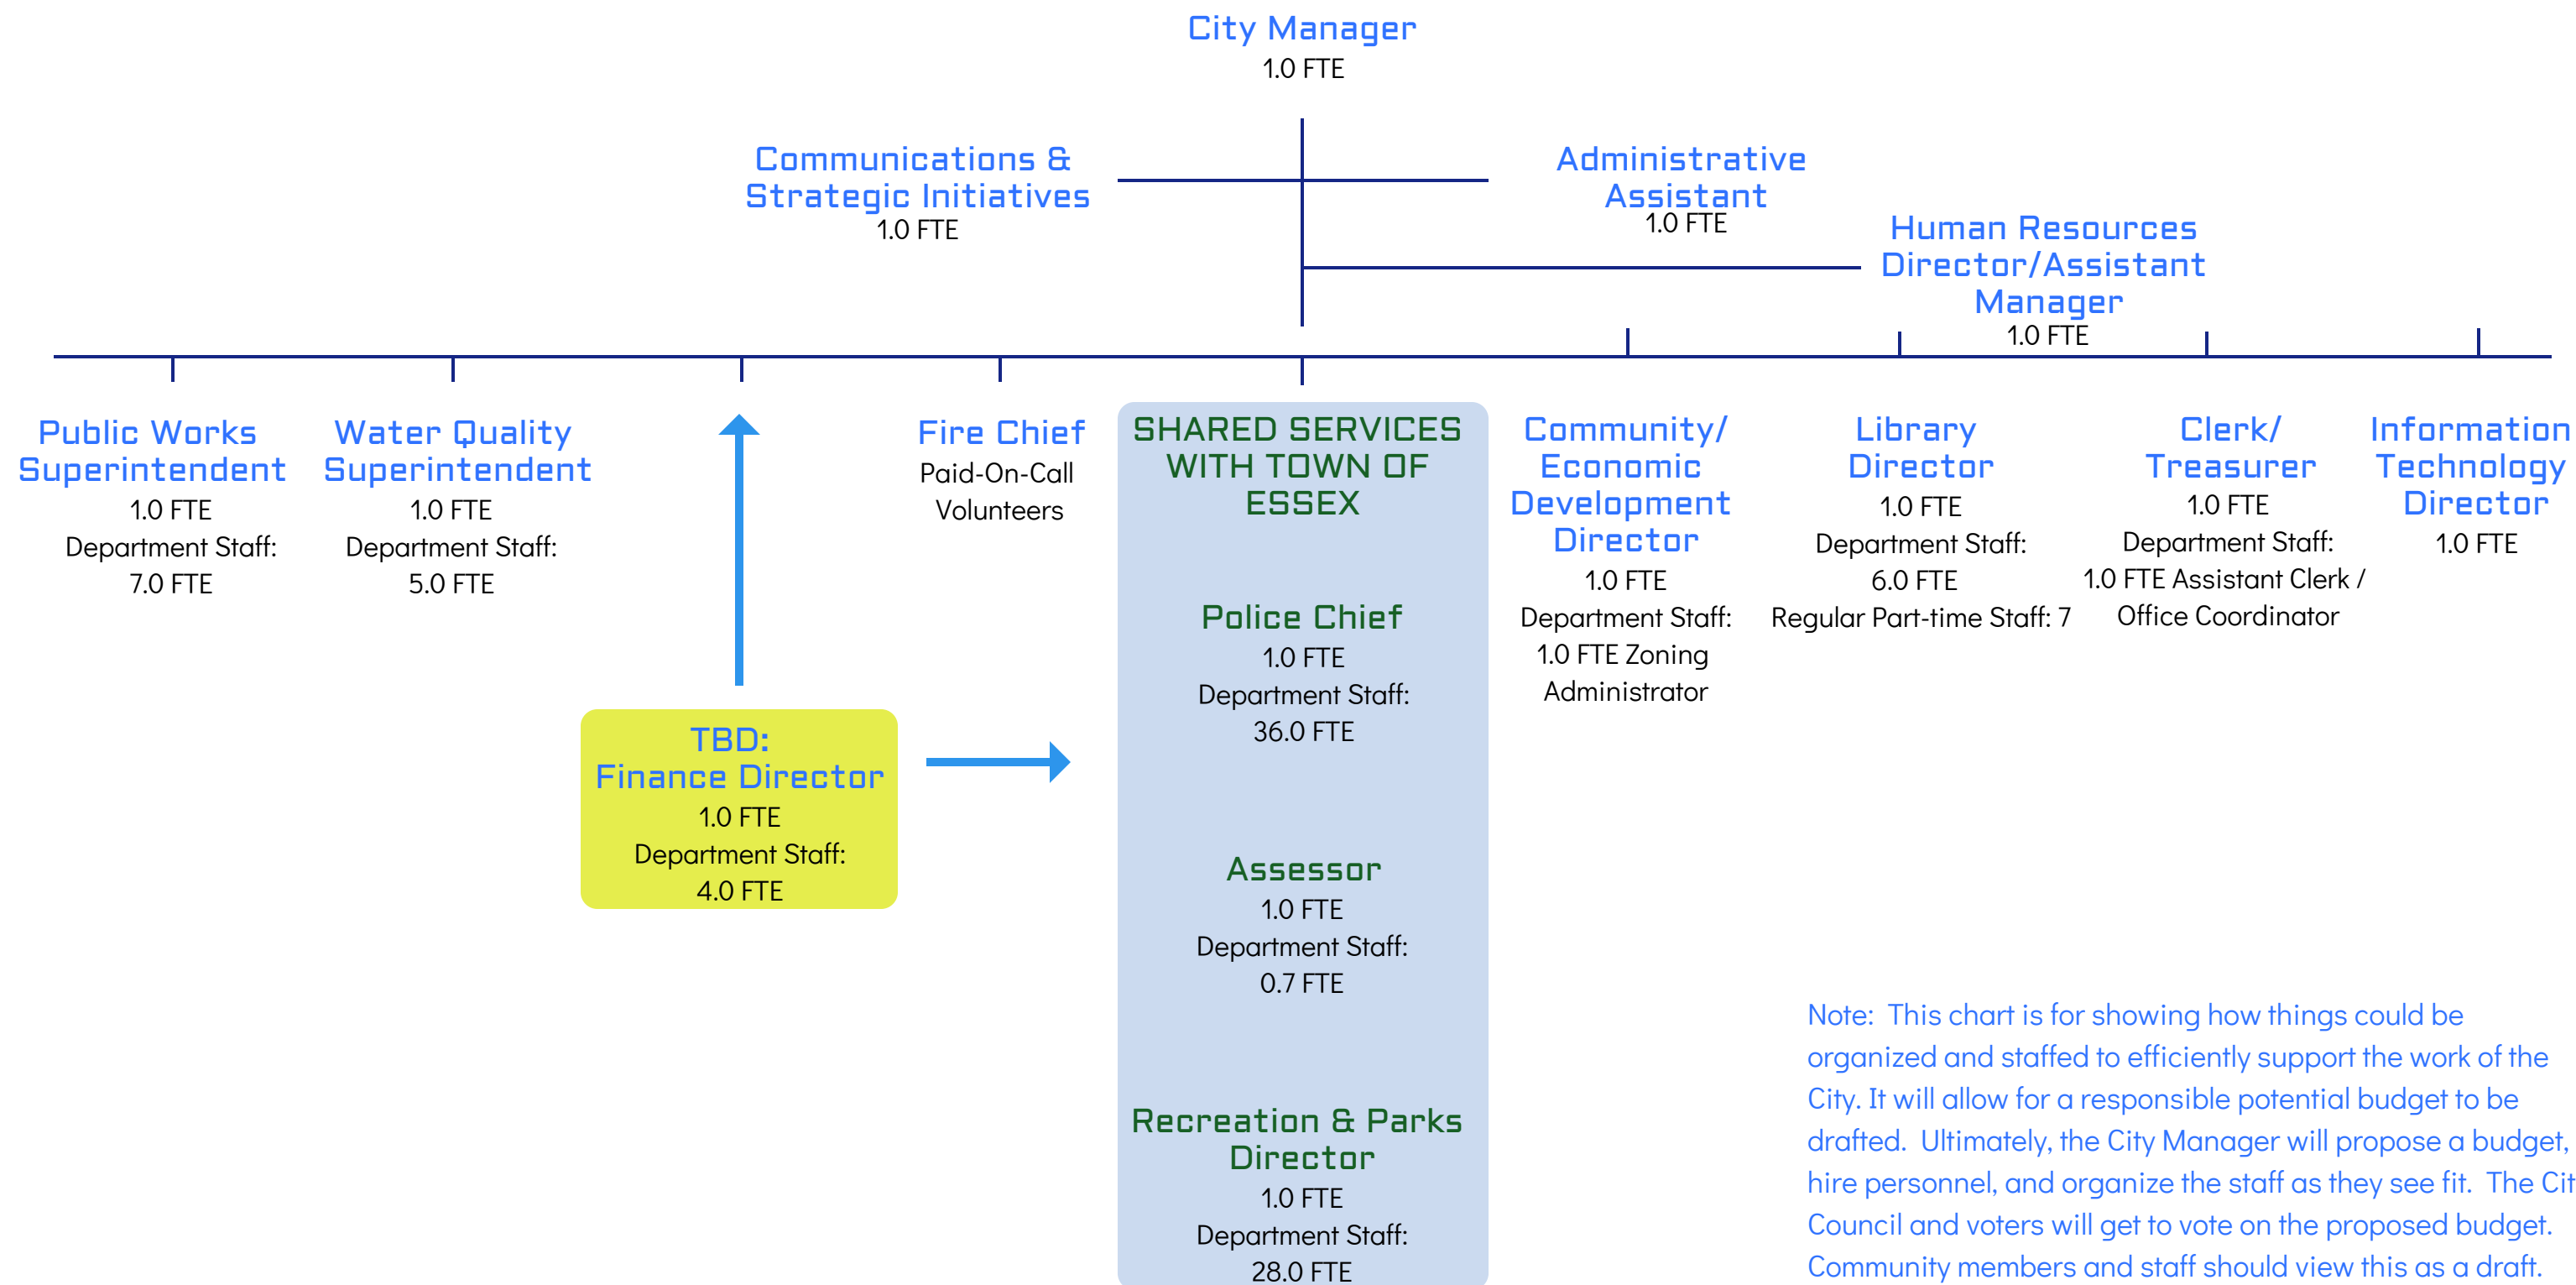 City Manager
1.0 FTE
Communications &
Strategic Initiatives
1.0 FTE
Administrative
Assistant
1.0 FTE
Human Resources
Director/Assistant
Manager
1.0 FTE
Public Works
Superintendent
1.0 FTE
Department Staff:
7.0 FTE
Water Quality
Superintendent
1.0 FTE
Department Staff:
5.0 FTE
TBD:
Finance Director
1.0 FTE
Department Staff:
4.0 FTE
Fire Chief
Paid-On-Call
Volunteers
SHARED SERVICES
WITH TOWN OF
ESSEX
Police Chief
1.0 FTE
Department Staff:
36.0 FTE
Assessor
1.0 FTE
Department Staff:
0.7 FTE
Recreation & Parks
Director
1.0 FTE
Department Staff:
28.0 FTE
Community/
Economic
Development
Director
1.0 FTE
Department Staff:
1.0 FTE Zoning
Administrator
Library
Director
1.0 FTE
Department Staff:
6.0 FTE
Regular Part-time Staff: 7
Clerk/
Treasurer
1.0 FTE
Department Staff:
1.0 FTE Assistant Clerk /
Office Coordinator
Information
Technology
Director
1.0 FTE
Note:  This chart is for showing how things could be
organized and staffed to efficiently support the work of the
City. It will allow for a responsible potential budget to be
drafted.  Ultimately, the City Manager will propose a budget,
hire personnel, and organize the staff as they see fit.  The Cit
Council and voters will get to vote on the proposed budget.
Community members and staff should view this as a draft.